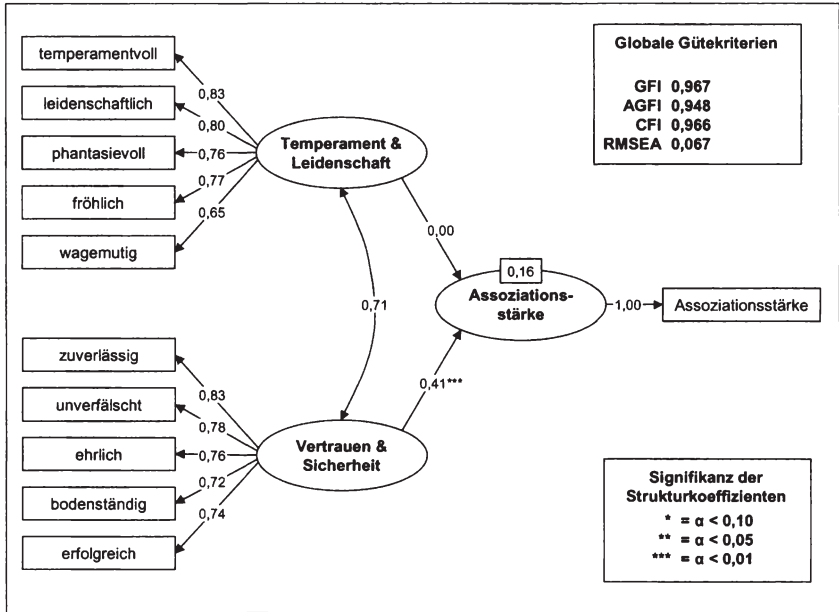 temperamentvoll
leidenschaftlich
phantasievoll
fröhlich
wagemutig
0,83
0,80
0,76
0,77
0,65
Temperament &
Leidenschaft
Globale Gütekriterien
GFI 0,967
AGFI 0,948
CFI 0,966
RMSEA 0,067
0,00
0,71
0,16
Assoziations-
stärke
1,00
Assoziationsstärke
0,41***
zuverlässig
unverfälscht
ehrlich
bodenständig
erfolgreich
0,83
0,78
0,76
0,72
0,74
Vertrauen &
Sicherheit
Signifikanz der
Strukturkoeffizienten
* = α < 0,10
** = α < 0,05
*** = α < 0,01